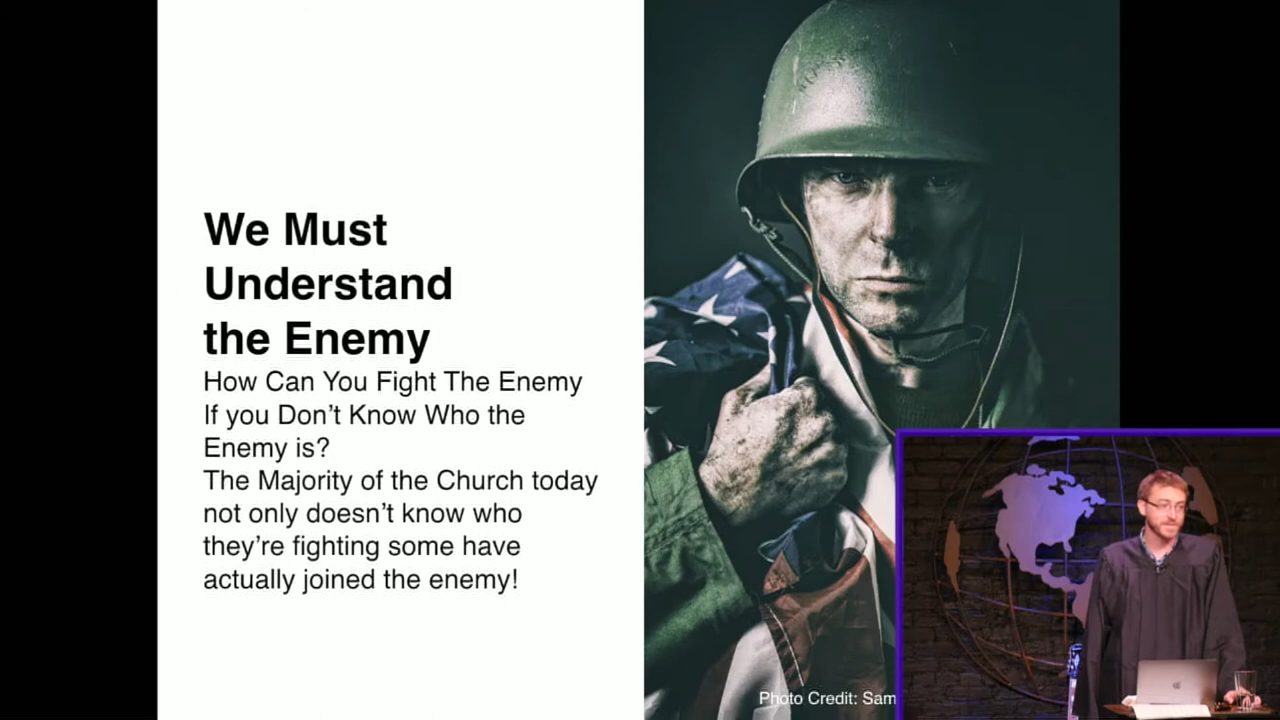 We Must
Understand
the Enemy
How Can You Fight The Enemy
If you Don’t Know Who the
Enemy is?
The Majority of the Church today
not only doesn’t know who
they’re fighting some have
actually joined the enemy!
Photo Credit: Sam